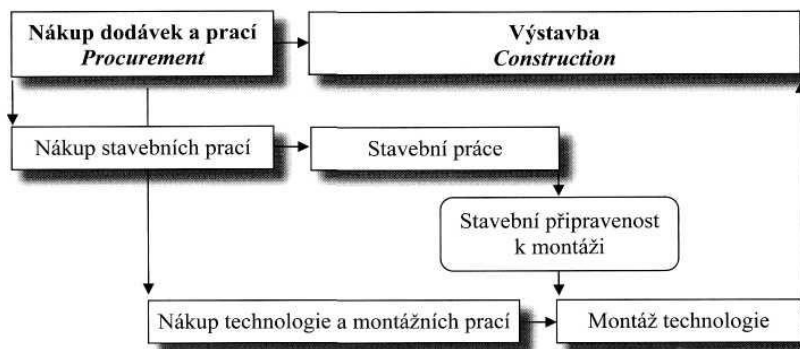 Nákup dodávek a prací
Procurement
Výstavba
Construction
Nákup stavebních prací
Stavební práce
Stavební připravenost
k montáži
Nákup technologie a montážních prací
Montáž technologie